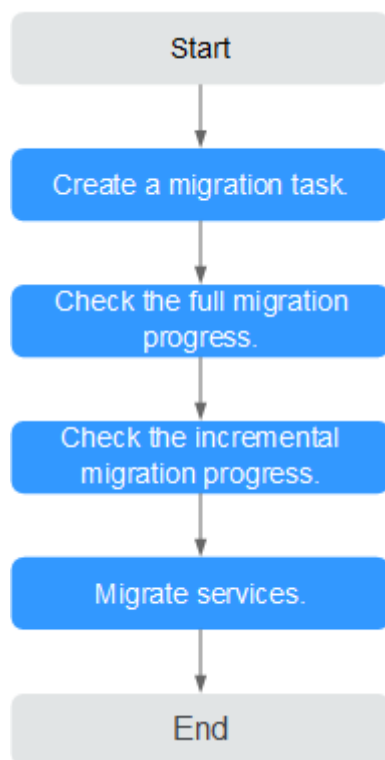 Start
Create a migration task.
Check the full migration
progress.
Check the incremental
migration progress.
Migrate services.
End